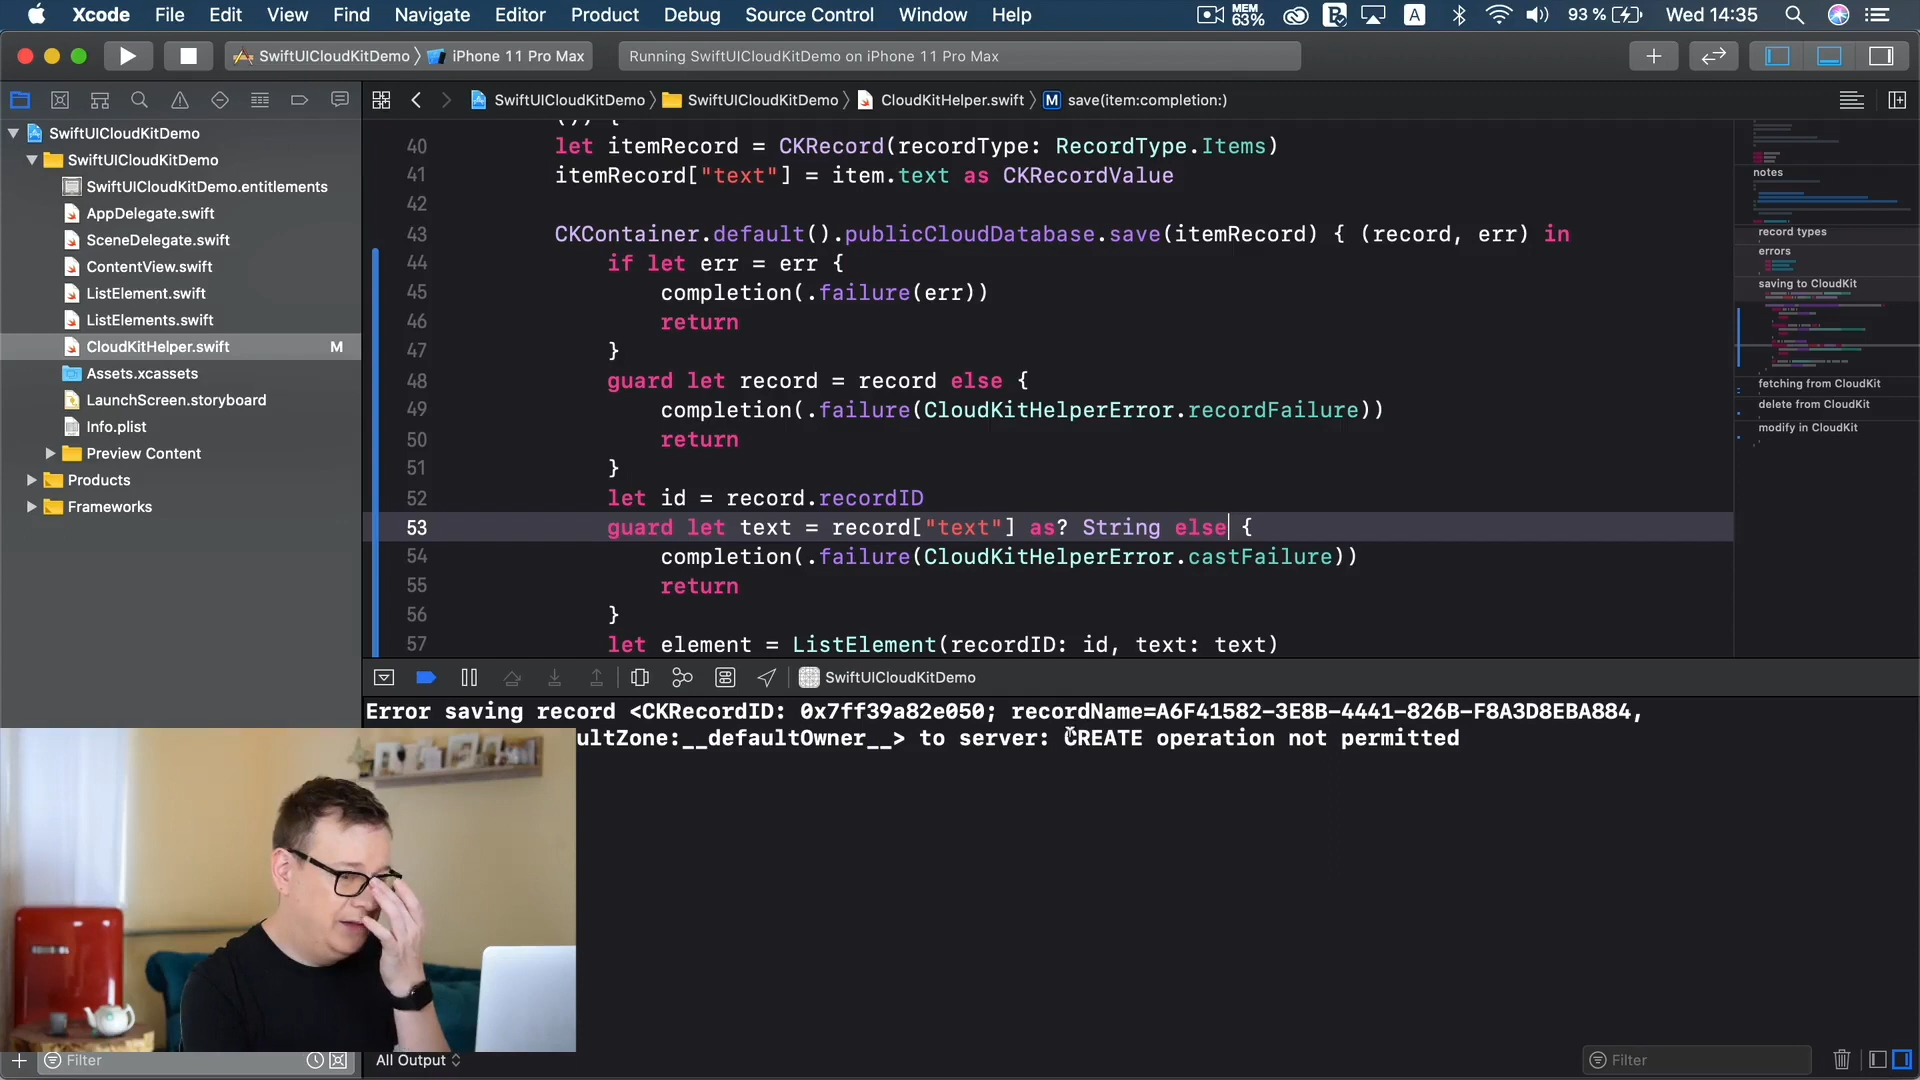 Xcode File Edit View Find Navigate Editor Product Debug Source Control Window Help MEM 63% A 93 % Wed 14:35
SwiftUICloudKitDemo iPhone 11 Pro Max Running SwiftUICloudKitDemo on iPhone 11 Pro Max
SwiftUICloudKitDemo SwiftUICloudKitDemo CloudKitHelper.swift M save(item:completion:)
SwiftUICloudKitDemo
SwiftUICloudKitDemo
SwiftUICloudKitDemo.entitlements
AppDelegate.swift
SceneDelegate.swift
ContentView.swift
ListElement.swift
ListElements.swift
CloudKitHelper.swift M
Assets.xcassets
LaunchScreen.storyboard
Info.plist
Preview Content
Products
Frameworks
()) {
40 let itemRecord = CKRecord(recordType: RecordType.Items)
41 itemRecord["text"] = item.text as CKRecordValue
42
43 CKContainer.default().publicCloudDatabase.save(itemRecord) { (record, err) in
44 if let err = err {
45 completion(.failure(err))
46 return
47 }
48 guard let record = record else {
49 completion(.failure(CloudKitHelperError.recordFailure))
50 return
51 }
52 let id = record.recordID
53 guard let text = record["text"] as? String else {
54 completion(.failure(CloudKitHelperError.castFailure))
55 return
56 }
57 let element = ListElement(recordID: id, text: text)
notes
record types
errors
saving to CloudKit
fetching from CloudKit
delete from CloudKit
modify in CloudKit
SwiftUICloudKitDemo
Error saving record <CKRecordID: 0x7ff39a82e050; recordName=A6F41582-3E8B-4441-826B-F8A3D8EBA884,
ultZone:__defaultOwner__> to server: CREATE operation not permitted
Filter
All Output
Filter